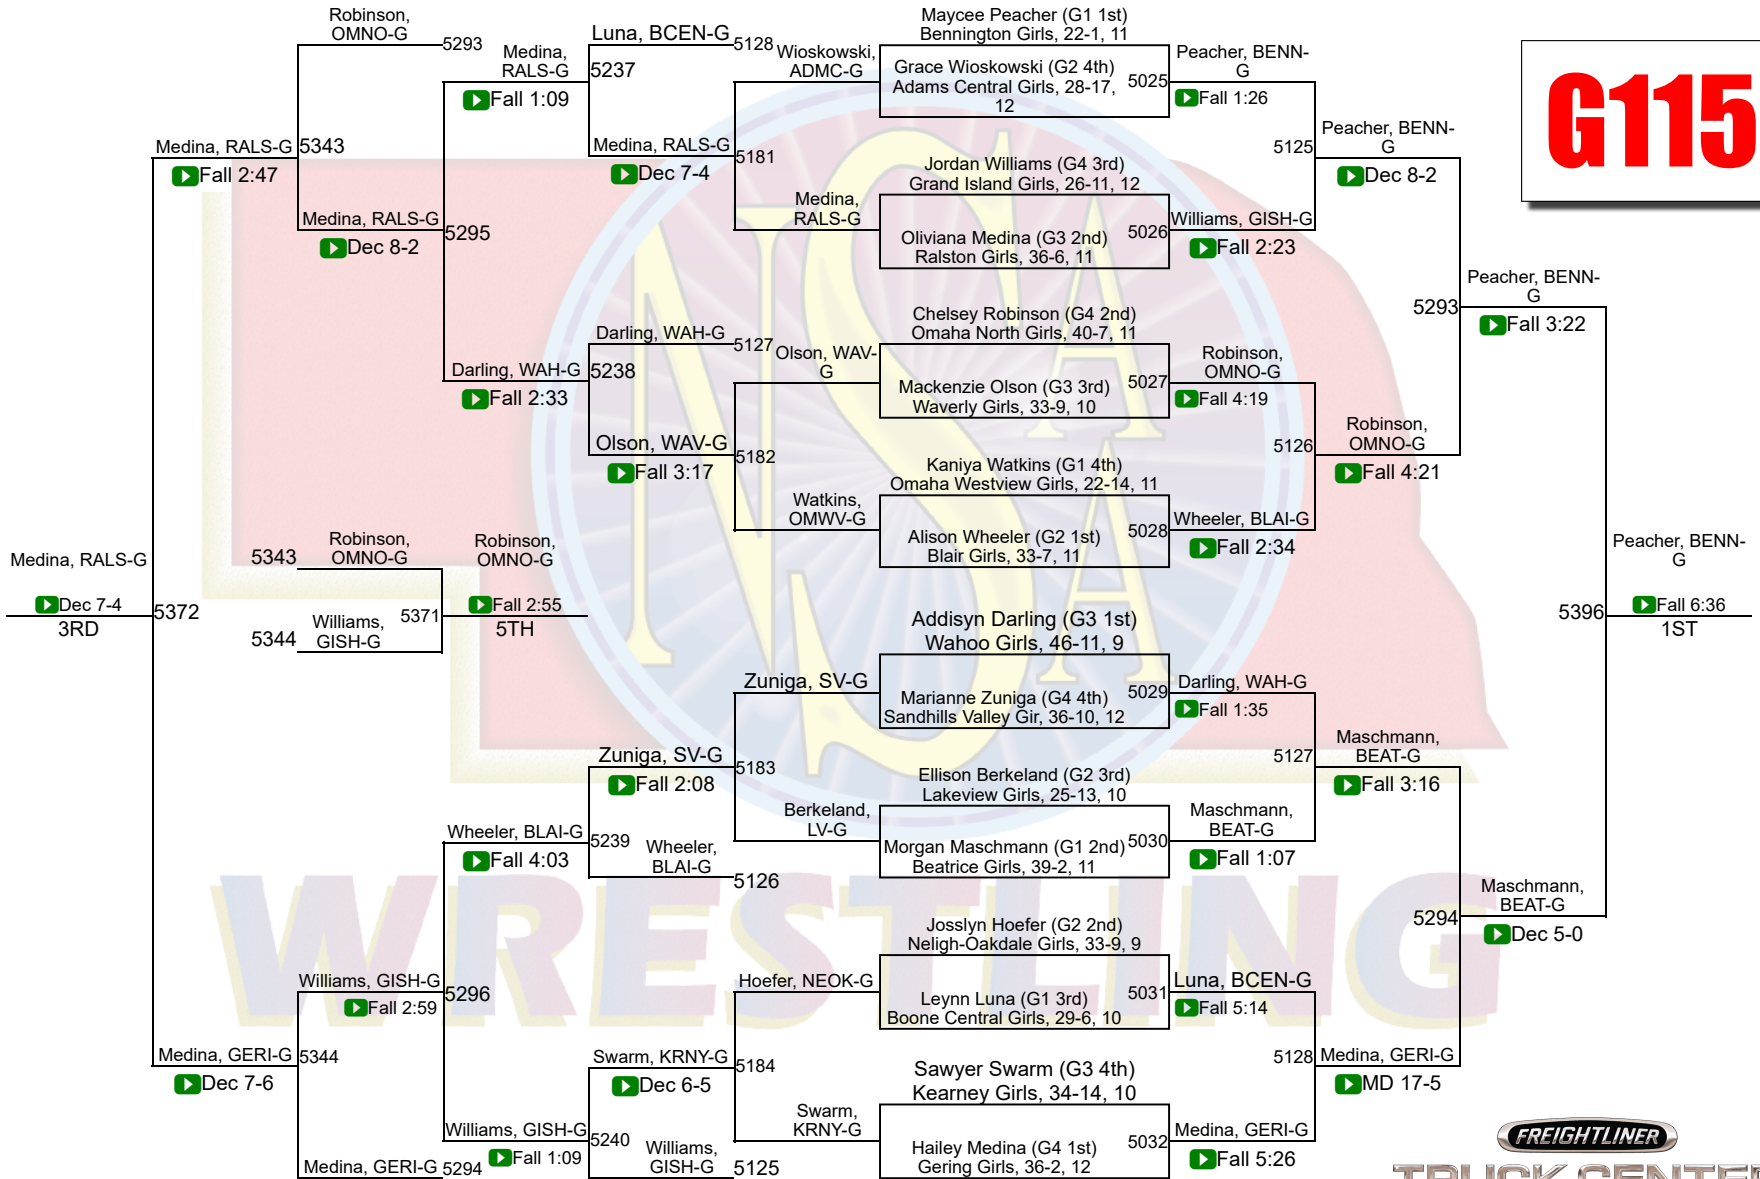 Robinson,
OMNO-G
5293
Medina, RALS-G
5343
Fall 2:47
Medina, RALS-G
5295
Dec 8-2
Medina,
RALS-G
5237
Fall 1:09
Luna, BCEN-G
5128
Medina, RALS-G
5181
Dec 7-4
Wioskowski,
ADMC-G
Medina,
RALS-G
Darling, WAH-G
5238
Fall 2:33
Darling, WAH-G
5127
Olson, WAV-G
5182
Fall 3:17
Olson, WAV-
G
Watkins,
OMWV-G
Maycee Peacher (G1 1st)
Bennington Girls, 22-1, 11
Grace Wioskowski (G2 4th)
Adams Central Girls, 28-17,
12
5025
Jordan Williams (G4 3rd)
Grand Island Girls, 26-11, 12
Oliviana Medina (G3 2nd)
Ralston Girls, 36-6, 11
5026
Chelsey Robinson (G4 2nd)
Omaha North Girls, 40-7, 11
Mackenzie Olson (G3 3rd)
Waverly Girls, 33-9, 10
5027
Kaniya Watkins (G1 4th)
Omaha Westview Girls, 22-14, 11
Alison Wheeler (G2 1st)
Blair Girls, 33-7, 11
5028
Peacher, BENN-
G
Fall 1:26
5125
Williams, GISH-G
Fall 2:23
Peacher, BENN-
G
Dec 8-2
Robinson,
OMNO-G
Fall 4:19
5126
Wheeler, BLAI-G
Fall 2:34
Robinson,
OMNO-G
Fall 4:21
5293
Peacher, BENN-
G
Fall 3:22
G115
Medina, RALS-G
Dec 7-4
3RD
5372
5343
Robinson,
OMNO-G
5344
Williams,
GISH-G
5371
Robinson,
OMNO-G
Fall 2:55
5TH
Peacher, BENN-
G
5396
Fall 6:36
1ST
Addisyn Darling (G3 1st)
Wahoo Girls, 46-11, 9
Marianne Zuniga (G4 4th)
Sandhills Valley Gir, 36-10, 12
5029
Ellison Berkeland (G2 3rd)
Lakeview Girls, 25-13, 10
Morgan Maschmann (G1 2nd)
Beatrice Girls, 39-2, 11
5030
Josslyn Hoefer (G2 2nd)
Neligh-Oakdale Girls, 33-9, 9
Leynn Luna (G1 3rd)
Boone Central Girls, 29-6, 10
5031
Sawyer Swarm (G3 4th)
Kearney Girls, 34-14, 10
Hailey Medina (G4 1st)
Gering Girls, 36-2, 12
5032
Zuniga, SV-G
Zuniga, SV-G
5183
Fall 2:08
Berkeland,
LV-G
Wheeler, BLAI-G
5239
Fall 4:03
Wheeler,
BLAI-G
5126
Williams, GISH-G
5296
Fall 2:59
Hoefer, NEOK-G
Swarm, KRNY-G
5184
Dec 6-5
Swarm,
KRNY-G
Medina, GERI-G
5344
Dec 7-6
Williams, GISH-G
5240
Fall 1:09
Williams,
GISH-G
5125
Medina, GERI-G
5294
Darling, WAH-G
Fall 1:35
5127
Maschmann,
BEAT-G
Fall 1:07
Maschmann,
BEAT-G
Fall 3:16
Luna, BCEN-G
Fall 5:14
5128
Medina, GERI-G
Fall 5:26
Medina, GERI-G
MD 17-5
5294
Maschmann,
BEAT-G
Dec 5-0
NSAA
WRESTLING
FREIGHTLINER
TRUCK CENTER